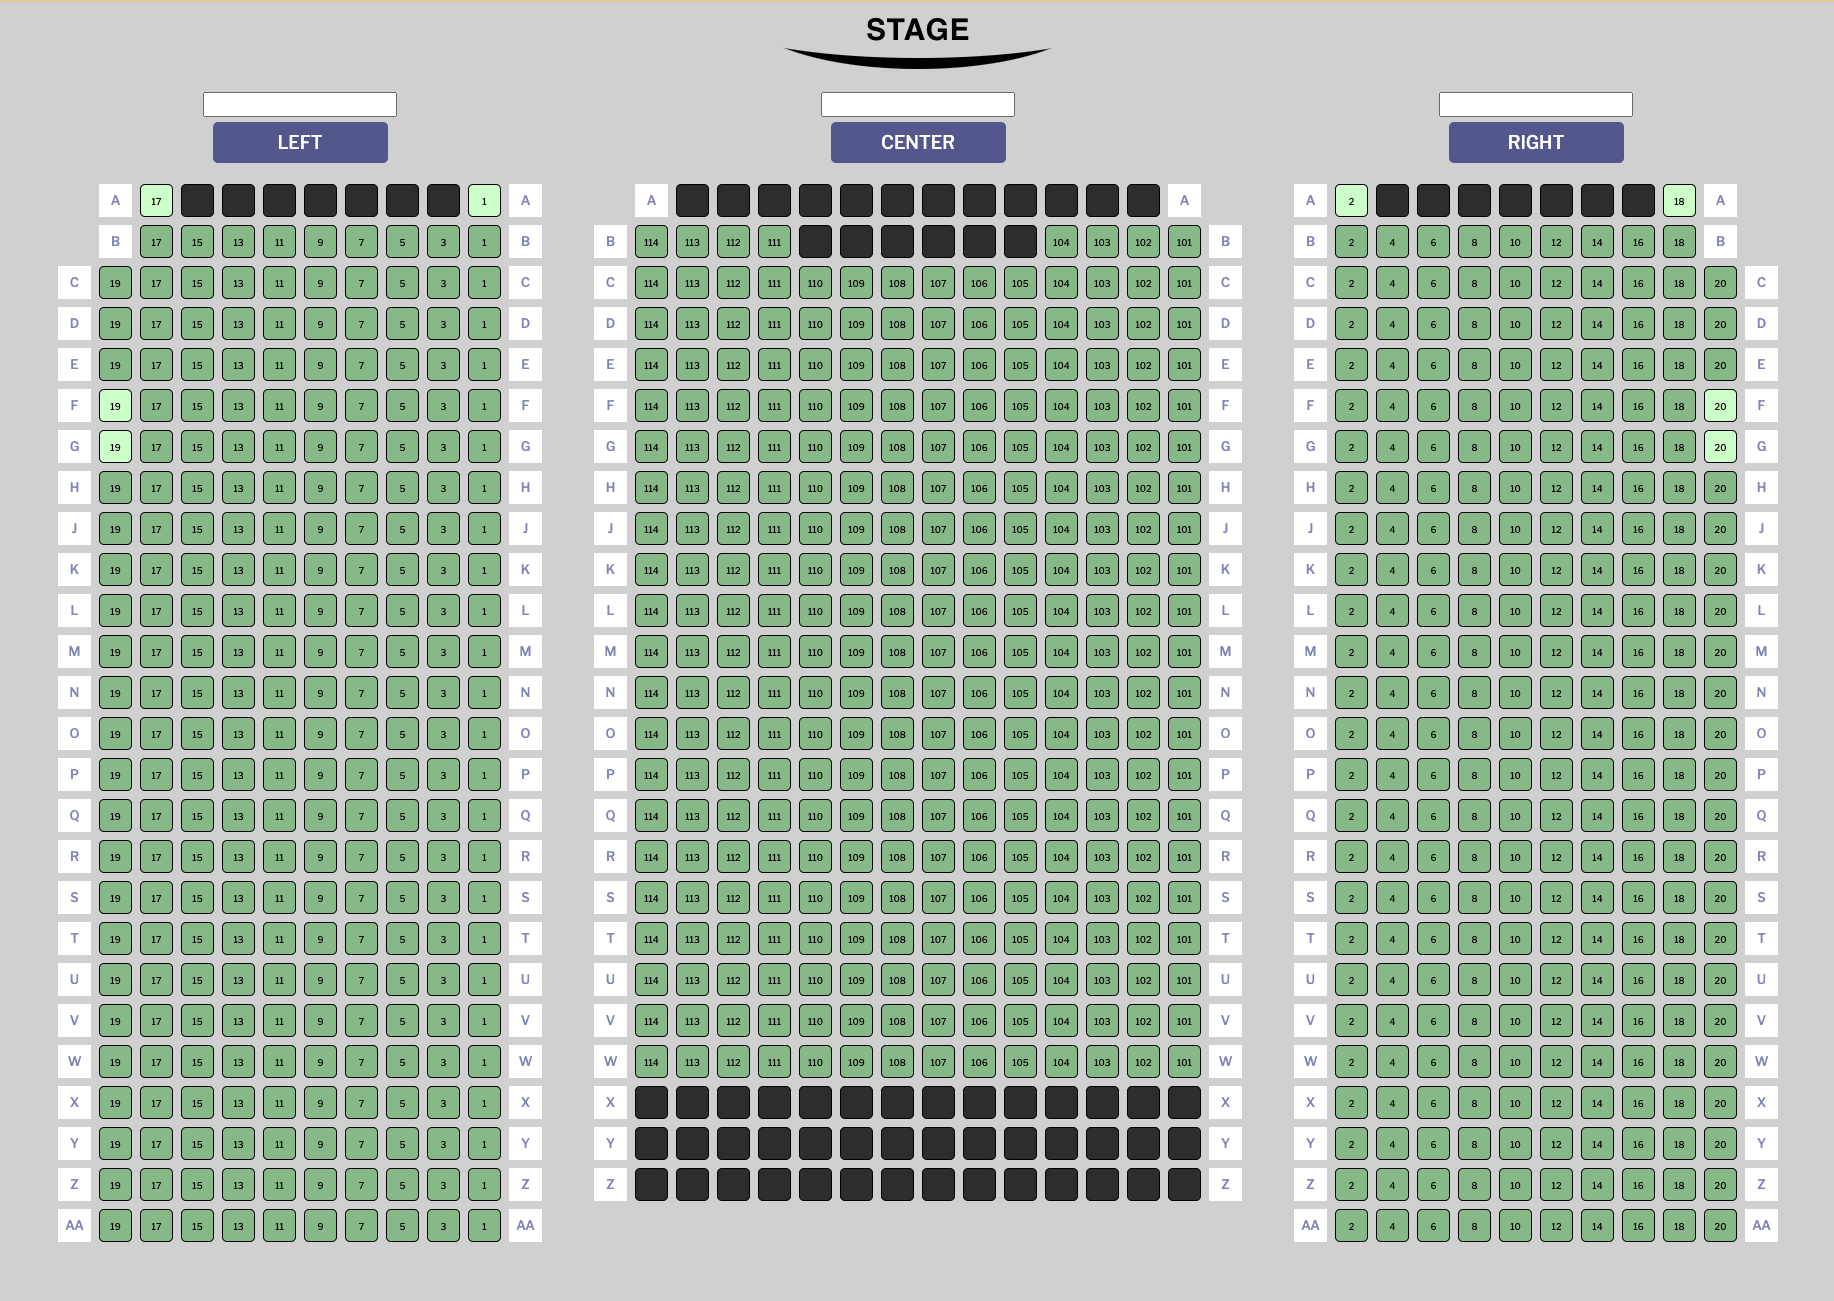 STAGE
LEFT CENTER RIGHT
A 17 1 A A A A 2 18 A
B 17 15 13 11 9 7 5 3 1 B B 114 113 112 111 104 103 102 101 B B 2 4 6 8 10 12 14 16 18 B
C 19 17 15 13 11 9 7 5 3 1 C C 114 113 112 111 110 109 108 107 106 105 104 103 102 101 C C 2 4 6 8 10 12 14 16 18 20 C
D 19 17 15 13 11 9 7 5 3 1 D D 114 113 112 111 110 109 108 107 106 105 104 103 102 101 D D 2 4 6 8 10 12 14 16 18 20 D
E 19 17 15 13 11 9 7 5 3 1 E E 114 113 112 111 110 109 108 107 106 105 104 103 102 101 E E 2 4 6 8 10 12 14 16 18 20 E
F 19 17 15 13 11 9 7 5 3 1 F F 114 113 112 111 110 109 108 107 106 105 104 103 102 101 F F 2 4 6 8 10 12 14 16 18 20 F
G 19 17 15 13 11 9 7 5 3 1 G G 114 113 112 111 110 109 108 107 106 105 104 103 102 101 G G 2 4 6 8 10 12 14 16 18 20 G
H 19 17 15 13 11 9 7 5 3 1 H H 114 113 112 111 110 109 108 107 106 105 104 103 102 101 H H 2 4 6 8 10 12 14 16 18 20 H
J 19 17 15 13 11 9 7 5 3 1 J J 114 113 112 111 110 109 108 107 106 105 104 103 102 101 J J 2 4 6 8 10 12 14 16 18 20 J
K 19 17 15 13 11 9 7 5 3 1 K K 114 113 112 111 110 109 108 107 106 105 104 103 102 101 K K 2 4 6 8 10 12 14 16 18 20 K
L 19 17 15 13 11 9 7 5 3 1 L L 114 113 112 111 110 109 108 107 106 105 104 103 102 101 L L 2 4 6 8 10 12 14 16 18 20 L
M 19 17 15 13 11 9 7 5 3 1 M M 114 113 112 111 110 109 108 107 106 105 104 103 102 101 M M 2 4 6 8 10 12 14 16 18 20 M
N 19 17 15 13 11 9 7 5 3 1 N N 114 113 112 111 110 109 108 107 106 105 104 103 102 101 N N 2 4 6 8 10 12 14 16 18 20 N
O 19 17 15 13 11 9 7 5 3 1 O O 114 113 112 111 110 109 108 107 106 105 104 103 102 101 O O 2 4 6 8 10 12 14 16 18 20 O
P 19 17 15 13 11 9 7 5 3 1 P P 114 113 112 111 110 109 108 107 106 105 104 103 102 101 P P 2 4 6 8 10 12 14 16 18 20 P
Q 19 17 15 13 11 9 7 5 3 1 Q Q 114 113 112 111 110 109 108 107 106 105 104 103 102 101 Q Q 2 4 6 8 10 12 14 16 18 20 Q
R 19 17 15 13 11 9 7 5 3 1 R R 114 113 112 111 110 109 108 107 106 105 104 103 102 101 R R 2 4 6 8 10 12 14 16 18 20 R
S 19 17 15 13 11 9 7 5 3 1 S S 114 113 112 111 110 109 108 107 106 105 104 103 102 101 S S 2 4 6 8 10 12 14 16 18 20 S
T 19 17 15 13 11 9 7 5 3 1 T T 114 113 112 111 110 109 108 107 106 105 104 103 102 101 T T 2 4 6 8 10 12 14 16 18 20 T
U 19 17 15 13 11 9 7 5 3 1 U U 114 113 112 111 110 109 108 107 106 105 104 103 102 101 U U 2 4 6 8 10 12 14 16 18 20 U
V 19 17 15 13 11 9 7 5 3 1 V V 114 113 112 111 110 109 108 107 106 105 104 103 102 101 V V 2 4 6 8 10 12 14 16 18 20 V
W 19 17 15 13 11 9 7 5 3 1 W W 114 113 112 111 110 109 108 107 106 105 104 103 102 101 W W 2 4 6 8 10 12 14 16 18 20 W
X 19 17 15 13 11 9 7 5 3 1 X X X X 2 4 6 8 10 12 14 16 18 20 X
Y 19 17 15 13 11 9 7 5 3 1 Y Y Y Y 2 4 6 8 10 12 14 16 18 20 Y
Z 19 17 15 13 11 9 7 5 3 1 Z Z Z Z 2 4 6 8 10 12 14 16 18 20 Z
AA 19 17 15 13 11 9 7 5 3 1 AA AA 2 4 6 8 10 12 14 16 18 20 AA